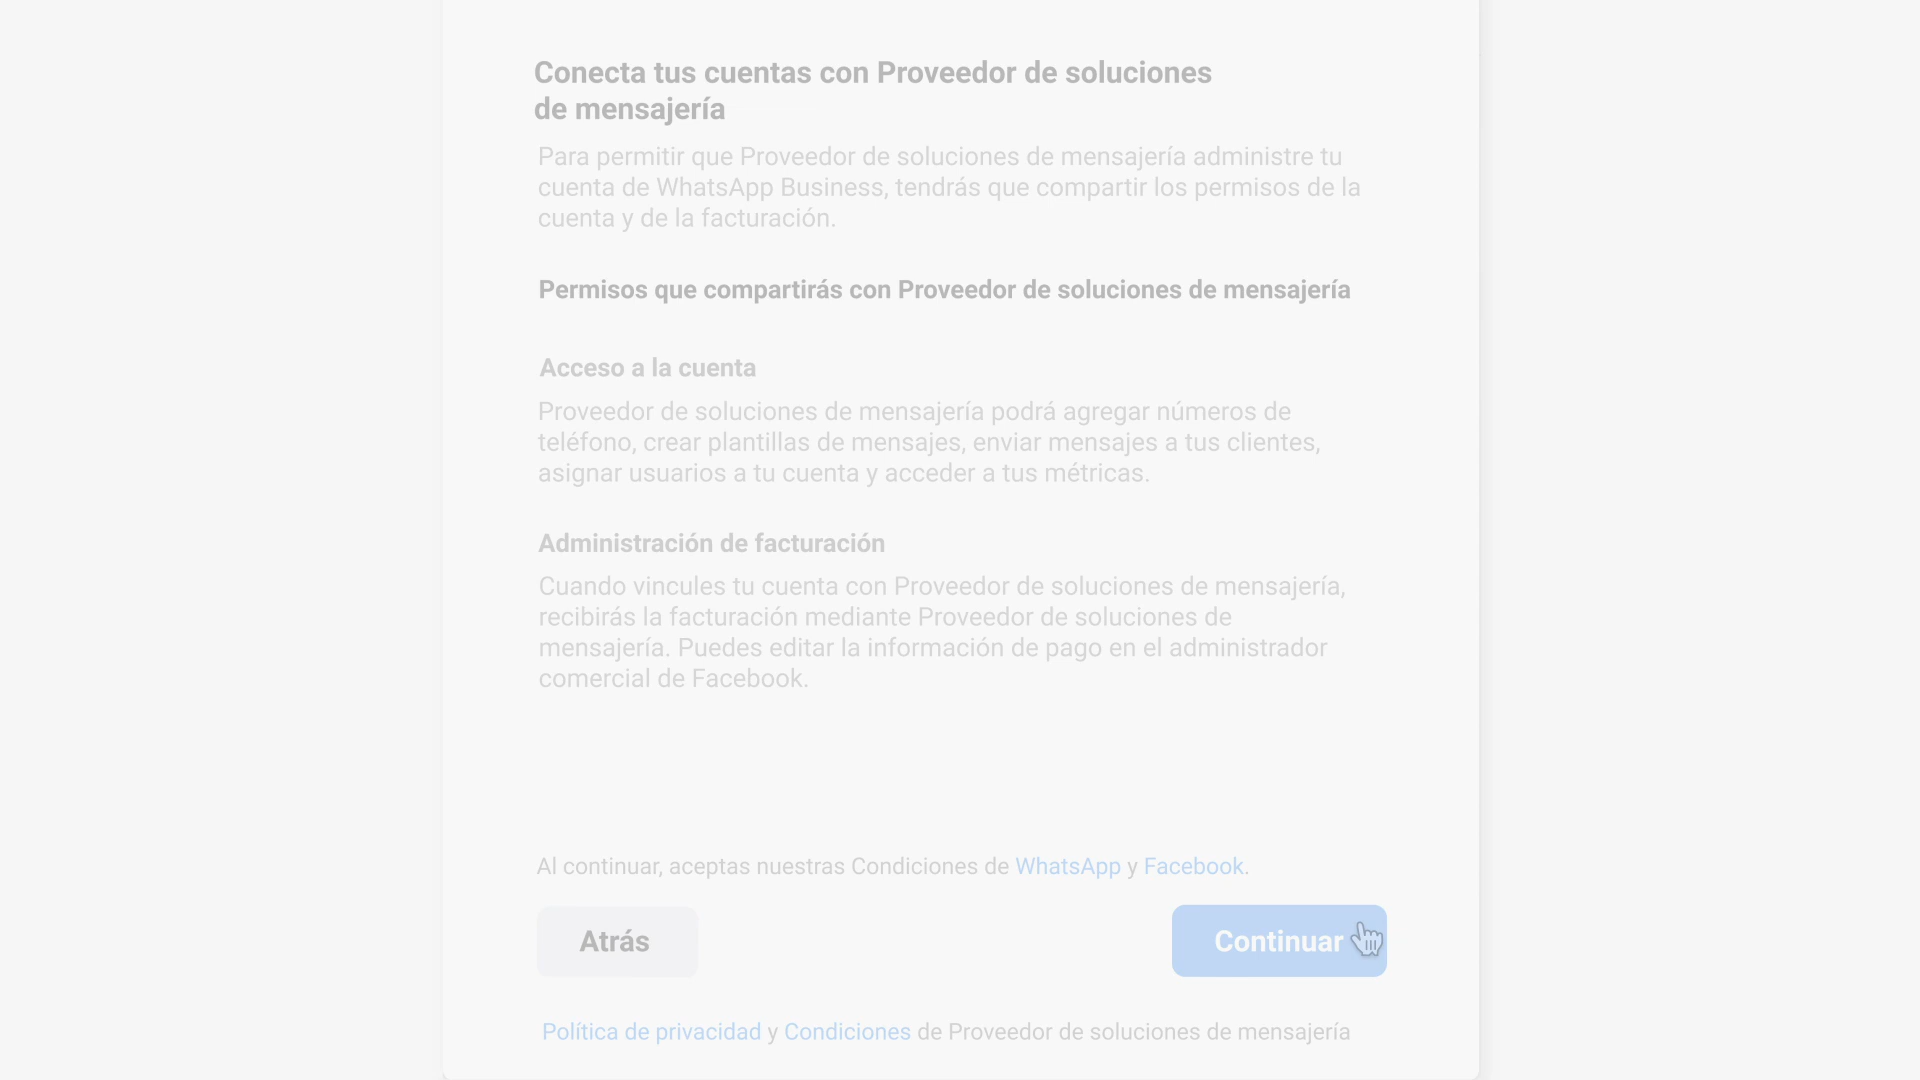 Conecta tus cuentas con Proveedor de soluciones
de mensajería
Para permitir que Proveedor de soluciones de mensajería administre tu
cuenta de WhatsApp Business, tendrás que compartir los permisos de la
cuenta y de la facturación.
Permisos que compartirás con Proveedor de soluciones de mensajería
Acceso a la cuenta
Proveedor de soluciones de mensajería podrá agregar números de
teléfono, crear plantillas de mensajes, enviar mensajes a tus clientes,
asignar usuarios a tu cuenta y acceder a tus métricas.
Administración de facturación
Cuando vincules tu cuenta con Proveedor de soluciones de mensajería,
recibirás la facturación mediante Proveedor de soluciones de
mensajería. Puedes editar la información de pago en el administrador
comercial de Facebook.
Al continuar, aceptas nuestras Condiciones de WhatsApp y Facebook.
Atrás
Continuar
Política de privacidad y Condiciones de Proveedor de soluciones de mensajería